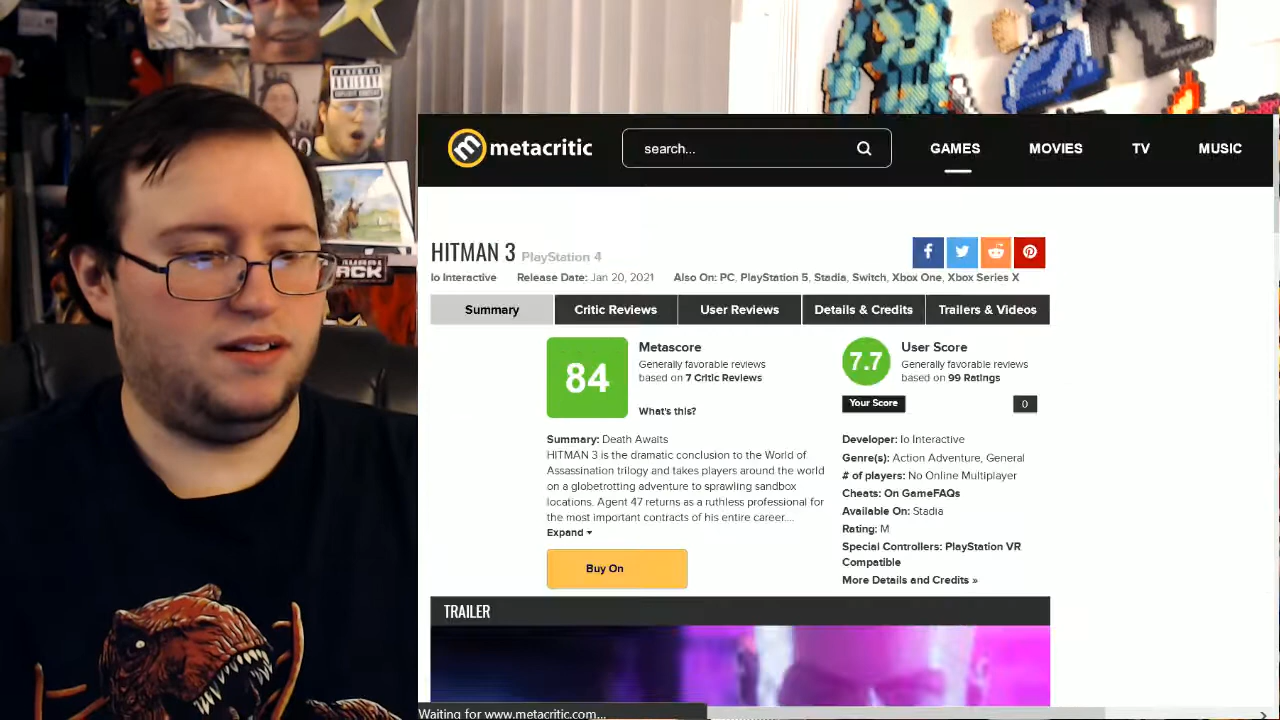 PARENTAL
ADVISORY
metacritic
search...
GAMES
MOVIES
TV
MUSIC
HITMAN 3 PlayStation 4
Io Interactive Release Date: Jan 20, 2021 Also On: PC, PlayStation 5, Stadia, Switch, Xbox One, Xbox Series X
Summary
Critic Reviews
User Reviews
Details & Credits
Trailers & Videos
84
Metascore
Generally favorable reviews
based on 7 Critic Reviews
What's this?
7.7
User Score
Generally favorable reviews
based on 99 Ratings
Your Score
0
Summary: Death Awaits
HITMAN 3 is the dramatic conclusion to the World of
Assassination trilogy and takes players around the world
on a globetrotting adventure to sprawling sandbox
locations. Agent 47 returns as a ruthless professional for
the most important contracts of his entire career....
Expand
Buy On
Developer: Io Interactive
Genre(s): Action Adventure, General
# of players: No Online Multiplayer
Cheats: On GameFAQs
Available On: Stadia
Rating: M
Special Controllers: PlayStation VR
Compatible
More Details and Credits »
TRAILER
Waiting for www.metacritic.com...